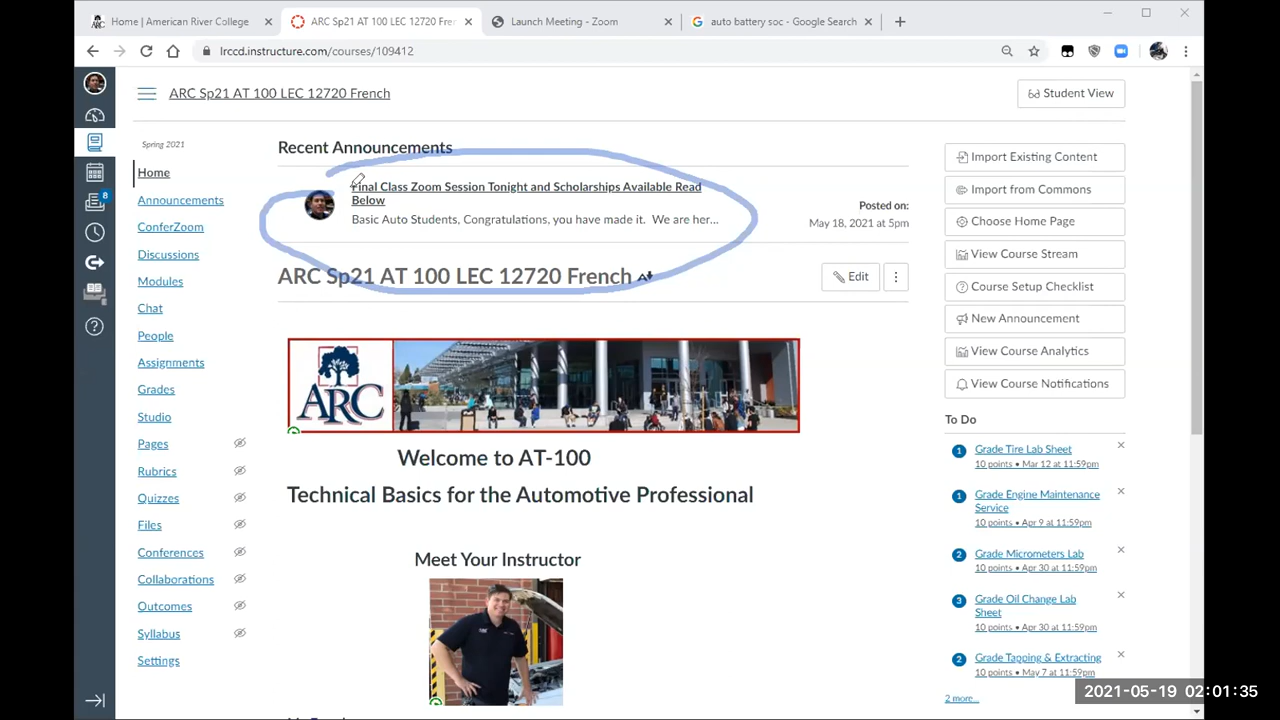 Home | American River College
ARC Sp21 AT 100 LEC 12720 Fren
Launch Meeting - Zoom
auto battery soc - Google Search
lrccd.instructure.com/courses/109412
ARC Sp21 AT 100 LEC 12720 French
Student View
Spring 2021
Home
Announcements
ConferZoom
Discussions
Modules
Chat
People
Assignments
Grades
Studio
Pages
Rubrics
Quizzes
Files
Conferences
Collaborations
Outcomes
Syllabus
Settings
8
Recent Announcements
Final Class Zoom Session Tonight and Scholarships Available Read
Below
Basic Auto Students, Congratulations, you have made it. We are her...
Posted on:
May 18, 2021 at 5pm
ARC Sp21 AT 100 LEC 12720 French
Edit
ARC
Welcome to AT-100
Technical Basics for the Automotive Professional
Meet Your Instructor
Import Existing Content
Import from Commons
Choose Home Page
View Course Stream
Course Setup Checklist
New Announcement
View Course Analytics
View Course Notifications
To Do
1 Grade Tire Lab Sheet
10 points • Mar 12 at 11:59pm
1 Grade Engine Maintenance
Service
10 points • Apr 9 at 11:59pm
2 Grade Micrometers Lab
10 points • Apr 30 at 11:59pm
3 Grade Oil Change Lab
Sheet
10 points • Apr 30 at 11:59pm
2 Grade Tapping & Extracting
10 points • May 7 at 11:59pm
2 more...
2021-05-19 02:01:35